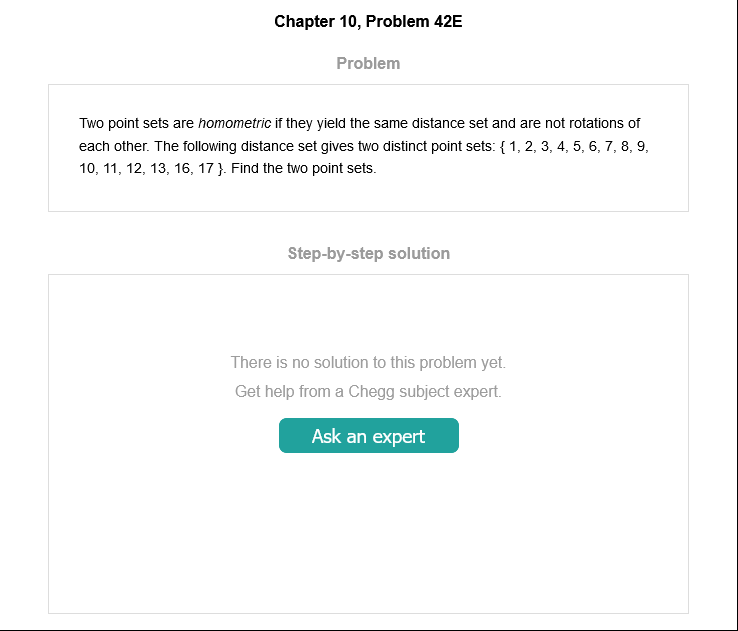 Chapter 10, Problem 42E
Problem
Two point sets are homometric if they yield the same distance set and are not rotations of
each other. The following distance set gives two distinct point sets: { 1, 2, 3, 4, 5, 6, 7, 8, 9,
10, 11, 12, 13, 16, 17 }. Find the two point sets.
Step-by-step solution
There is no solution to this problem yet.
Get help from a Chegg subject expert.
Ask an expert